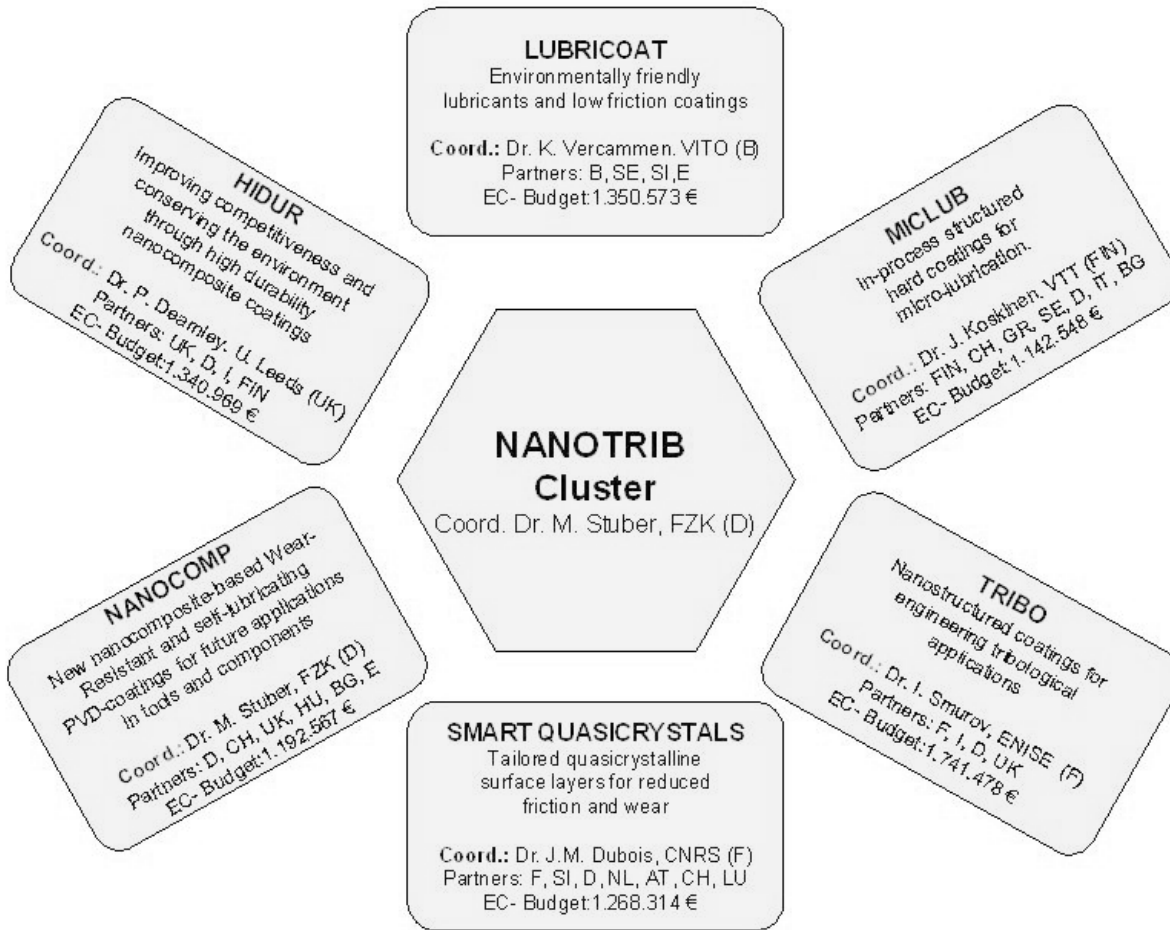 LUBRICOAT
Environmentally friendly
lubricants and low friction coatings
Coord.: Dr. K. Vercammen. VITO (B)
Partners: B, SE, SI,E
EC- Budget:1.350.573 €
HIDUR
Improving competitiveness and
conserving the environment
through high durability
nanocomposite coatings
Coord.: Dr. P. Dearnley. U. Leeds (UK)
Partners: UK, D, I, FIN
EC- Budget:1.340.969 €
MICLUB
In-process structured
hard coatings for
micro-lubrication.
Coord.: Dr. J. Koskinen. VTT (FIN)
Partners: FIN, CH, GR, SE, D, IT, BG
EC- Budget:1.142.548 €
NANOTRIB
Cluster
Coord. Dr. M. Stuber, FZK (D)
NANOCOMP
New nanocomposite-based Wear-
Resistant and self-lubricating
PVD-coatings for future applications
in tools and components
Coord.: Dr. M. Stuber, FZK (D)
Partners: D, CH, UK, HU, BG, E
EC- Budget:1.192.567 €
TRIBO
Nanostructured coatings for
engineering tribological
applications
Coord.: Dr. I. Smurov, ENISE (F)
Partners: F, I, D, UK
EC- Budget:1.741.478 €
SMART QUASICRYSTALS
Tailored quasicrystalline
surface layers for reduced
friction and wear
Coord.: Dr. J.M. Dubois, CNRS (F)
Partners: F, SI, D, NL, AT, CH, LU
EC- Budget:1.268.314 €